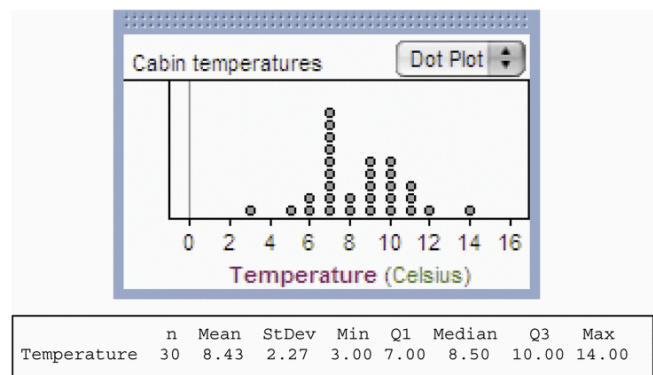 Cabin temperatures Dot Plot
0 2 4 6 8 10 12 14 16
Temperature (Celsius)
n Mean StDev Min Q1 Median Q3 Max
Temperature 30 8.43 2.27 3.00 7.00 8.50 10.00 14.00